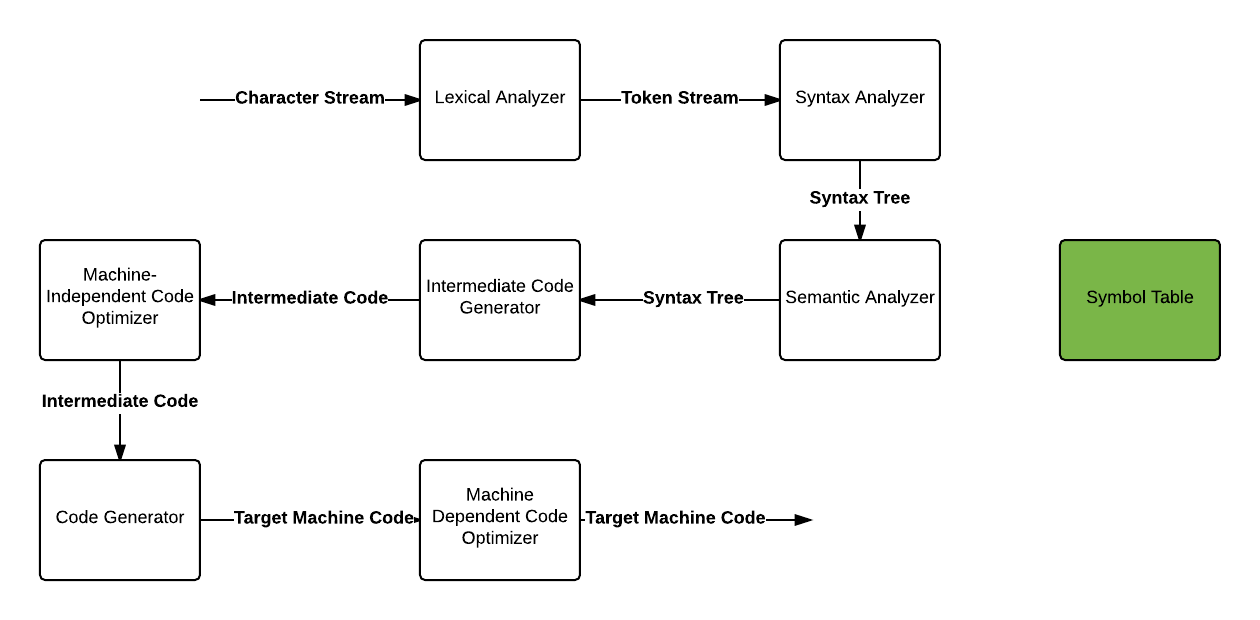 Character Stream
Lexical Analyzer
Token Stream
Syntax Analyzer
Syntax Tree
Machine-
Independent Code
Optimizer
Intermediate Code
Intermediate Code
Generator
Syntax Tree
Semantic Analyzer
Symbol Table
Intermediate Code
Code Generator
Target Machine Code
Machine
Dependent Code
Optimizer
Target Machine Code